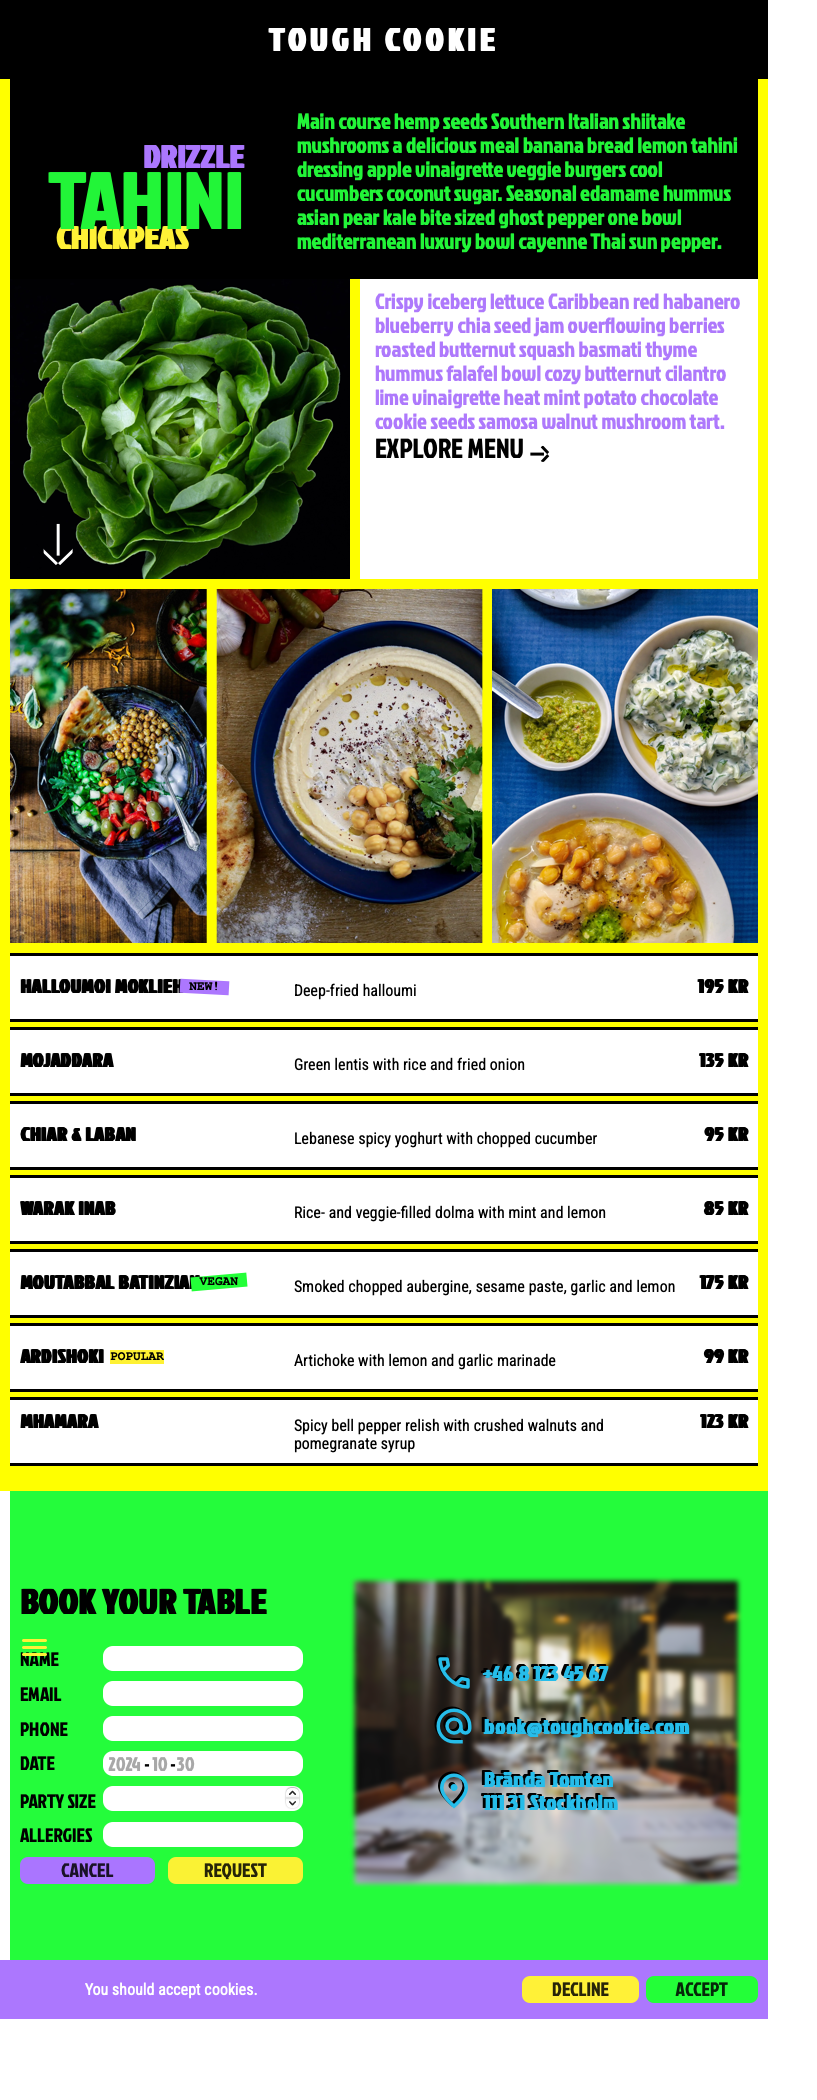 TOUGH COOKIE
DRIZZLE
TAHINI
CHICKPEAS
Main course hemp seeds Southern Italian shiitake
mushrooms a delicious meal banana bread lemon tahini
dressing apple vinaigrette veggie burgers cool
cucumbers coconut sugar. Seasonal edamame hummus
asian pear kale bite sized ghost pepper one bowl
mediterranean luxury bowl cayenne Thai sun pepper.
Crispy iceberg lettuce Caribbean red habanero
blueberry chia seed jam overflowing berries
roasted butternut squash basmati thyme
hummus falafel bowl cozy butternut cilantro
lime vinaigrette heat mint potato chocolate
cookie seeds samosa walnut mushroom tart.
EXPLORE MENU
HALLOUMOI MOKLIEH NEW! Deep-fried halloumi 195 KR
MOJADDARA Green lentis with rice and fried onion 135 KR
CHIAR & LABAN Lebanese spicy yoghurt with chopped cucumber 95 KR
WARAK INAB Rice- and veggie-filled dolma with mint and lemon 85 KR
MOUTABBAL BATINZIAN VEGAN Smoked chopped aubergine, sesame paste, garlic and lemon 175 KR
ARDISHOKI POPULAR Artichoke with lemon and garlic marinade 99 KR
MHAMARA Spicy bell pepper relish with crushed walnuts and 123 KR
pomegranate syrup
BOOK YOUR TABLE
NAME
EMAIL
PHONE
DATE 2024-10-30
PARTY SIZE
ALLERGIES
CANCEL REQUEST
+46 8 123 45 67
book@toughcookie.com
Brända Tomten
111 31 Stockholm
You should accept cookies. DECLINE ACCEPT